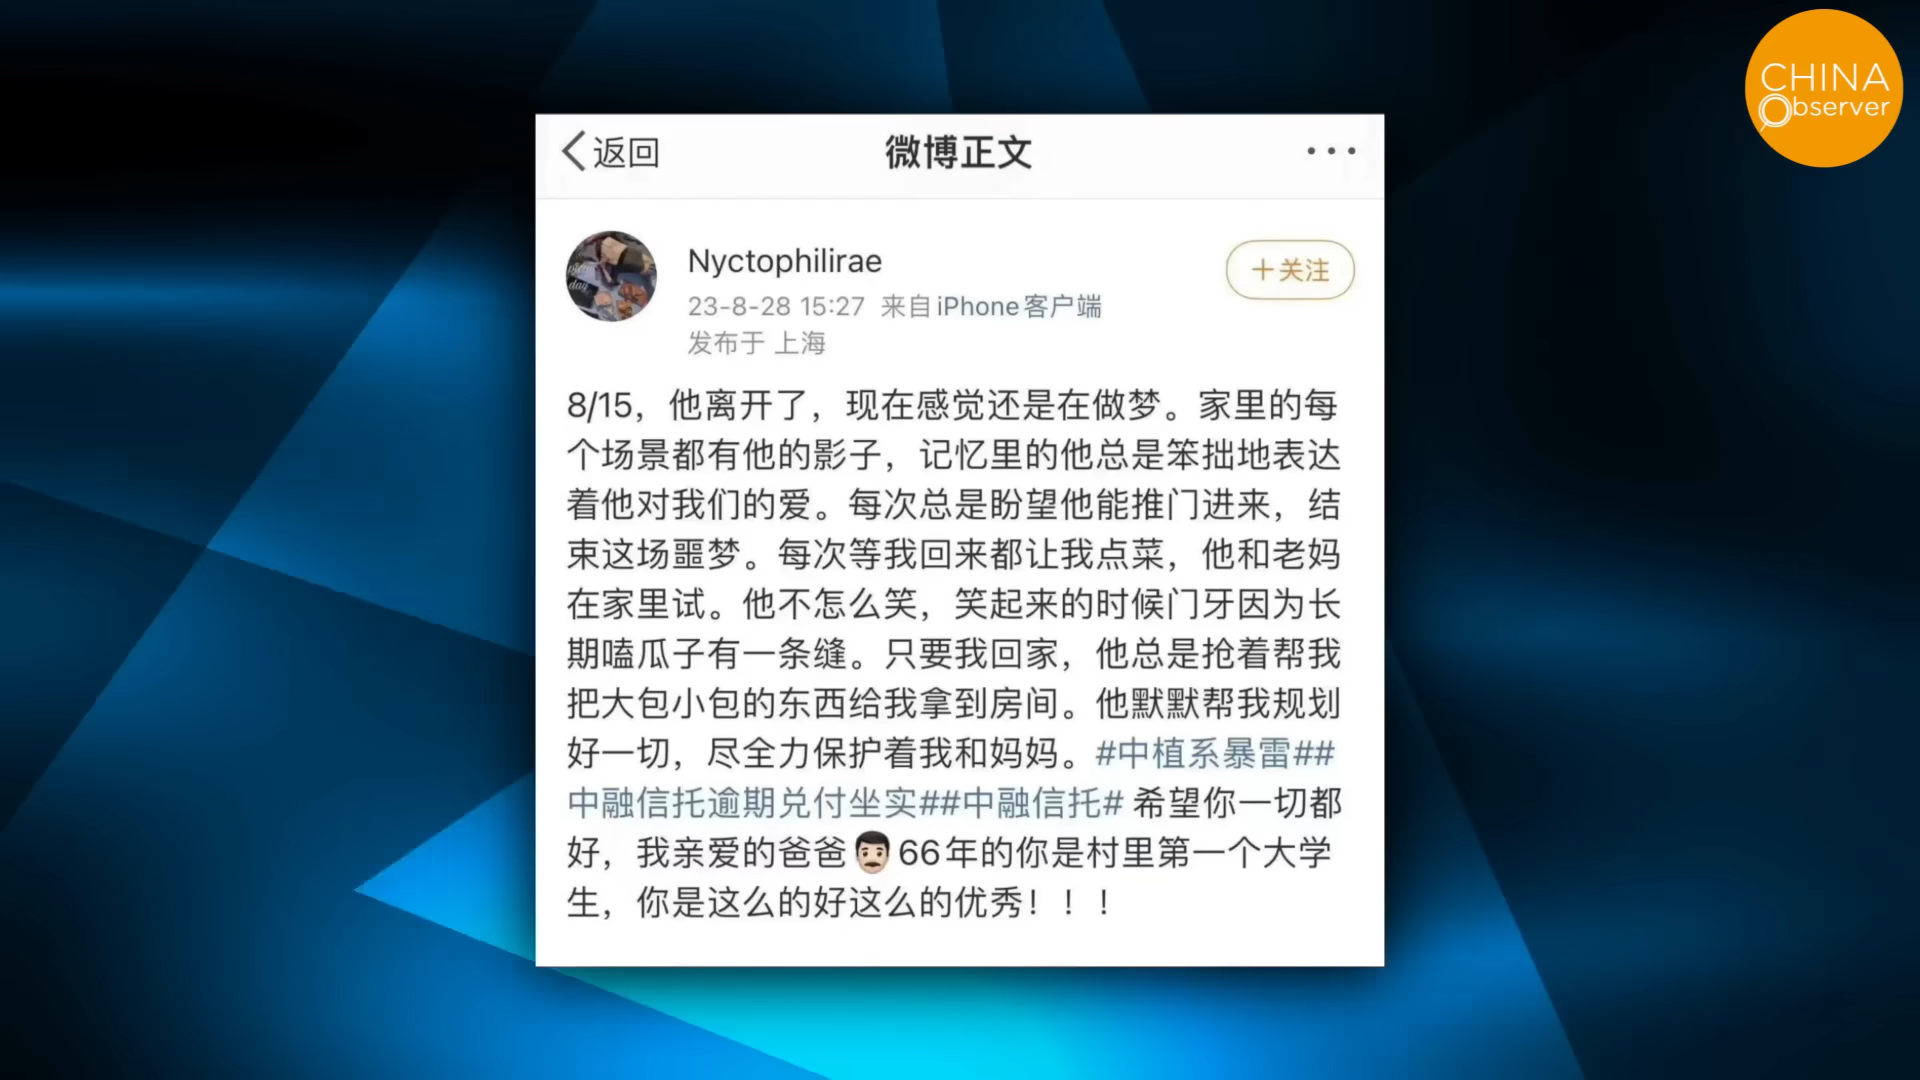 CHINA
Observer
返回
微博正文
Nyctophilirae
+关注
23-8-28 15:27 来自 iPhone客户端
发布于 上海
8/15，他离开了，现在感觉还是在做梦。家里的每
个场景都有他的影子，记忆里的他总是笨拙地表达
着他对我们的爱。每次总是盼望他能推门进来，结
束这场噩梦。每次等我回来都让我点菜，他和老妈
在家里试。他不怎么笑，笑起来的时候门牙因为长
期嗑瓜子有一条缝。只要我回家，他总是抢着帮我
把大包小包的东西给我拿到房间。他默默帮我规划
好一切，尽全力保护着我和妈妈。#中植系暴雷##
中融信托逾期兑付坐实##中融信托# 希望你一切都
好，我亲爱的爸爸👨🏻66年的你是村里第一个大学
生，你是这么的好这么的优秀！！！